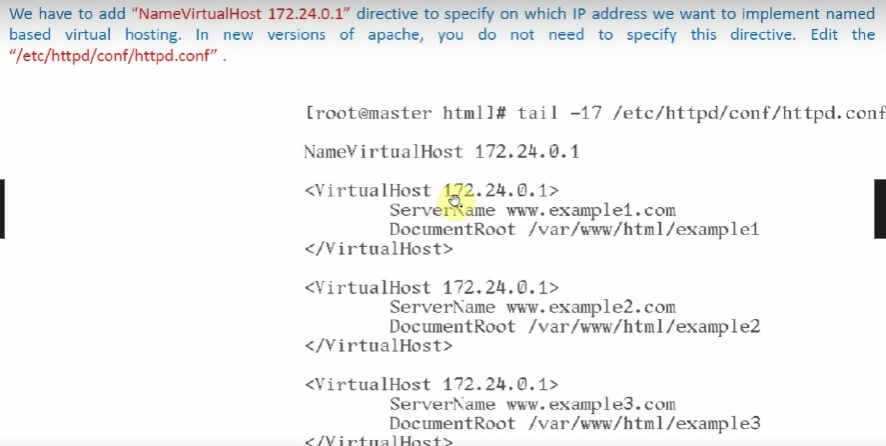 We have to add “NameVirtualHost 172.24.0.1” directive to specify on which IP address we want to implement named
based virtual hosting. In new versions of apache, you do not need to specify this directive. Edit the
“/etc/httpd/conf/httpd.conf” .
[root@master html]# tail -17 /etc/httpd/conf/httpd.conf
NameVirtualHost 172.24.0.1
<VirtualHost 172.24.0.1>
ServerName www.example1.com
DocumentRoot /var/www/html/example1
</VirtualHost>
<VirtualHost 172.24.0.1>
ServerName www.example2.com
DocumentRoot /var/www/html/example2
</VirtualHost>
<VirtualHost 172.24.0.1>
ServerName www.example3.com
DocumentRoot /var/www/html/example3
</VirtualHost>